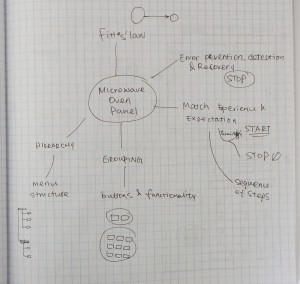 Fitts' law
Error prevention, detection
& Recovery
STOP
Microwave
Oven
Panel
Match Experience &
Expectation
START
STOP
Sequence
of Steps
HIERARCHY
Menu
structure
GROUPING
buttons & functionality